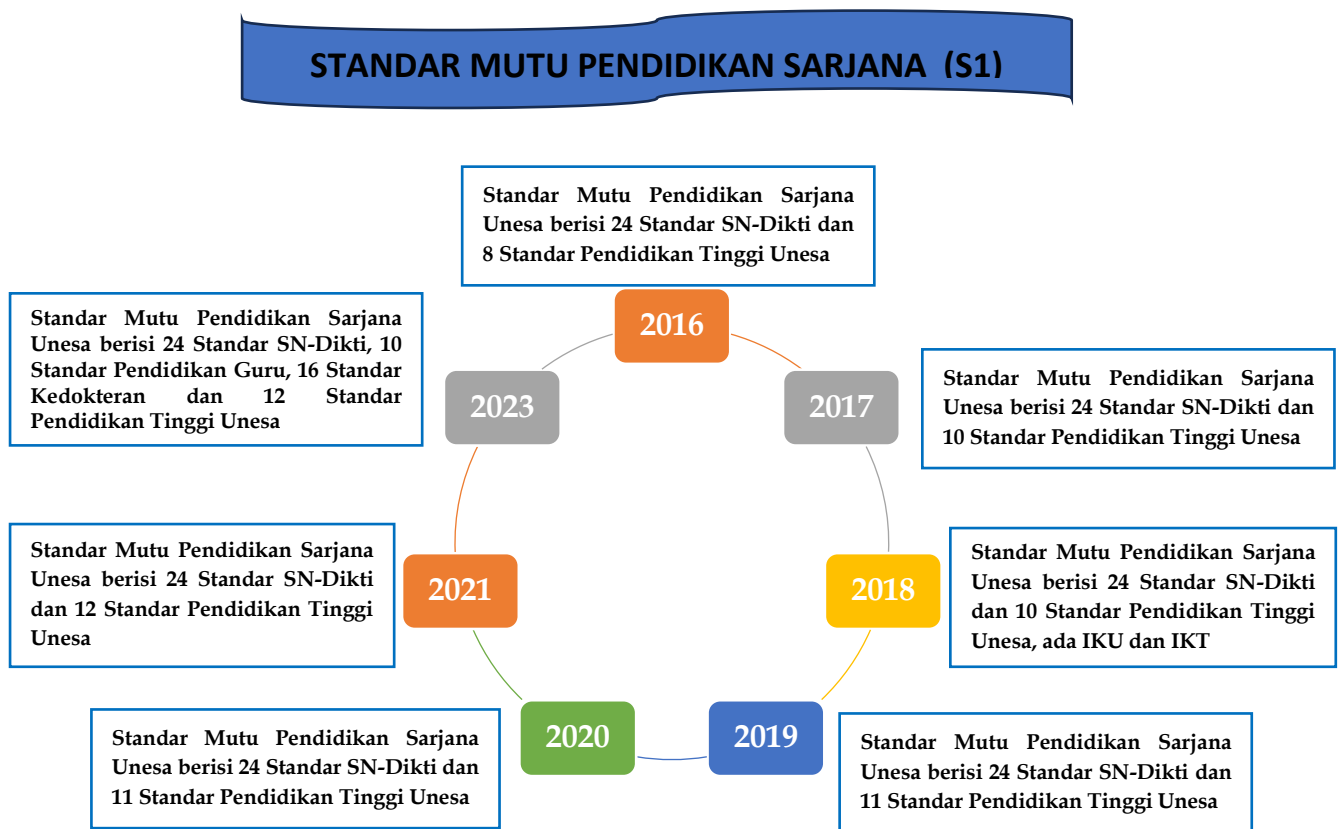 STANDAR MUTU PENDIDIKAN SARJANA (S1)
Standar Mutu Pendidikan Sarjana
Unesa berisi 24 Standar SN-Dikti dan
8 Standar Pendidikan Tinggi Unesa
2016
Standar Mutu Pendidikan Sarjana
Unesa berisi 24 Standar SN-Dikti dan
10 Standar Pendidikan Tinggi Unesa
2017
Standar Mutu Pendidikan Sarjana
Unesa berisi 24 Standar SN-Dikti
dan 10 Standar Pendidikan Tinggi
Unesa, ada IKU dan IKT
2018
Standar Mutu Pendidikan Sarjana
Unesa berisi 24 Standar SN-Dikti dan
11 Standar Pendidikan Tinggi Unesa
2019
Standar Mutu Pendidikan Sarjana
Unesa berisi 24 Standar SN-Dikti dan
11 Standar Pendidikan Tinggi Unesa
2020
Standar Mutu Pendidikan Sarjana
Unesa berisi 24 Standar SN-Dikti
dan 12 Standar Pendidikan Tinggi
Unesa
2021
Standar Mutu Pendidikan Sarjana
Unesa berisi 24 Standar SN-Dikti, 10
Standar Pendidikan Guru, 16 Standar
Kedokteran dan 12 Standar
Pendidikan Tinggi Unesa
2023